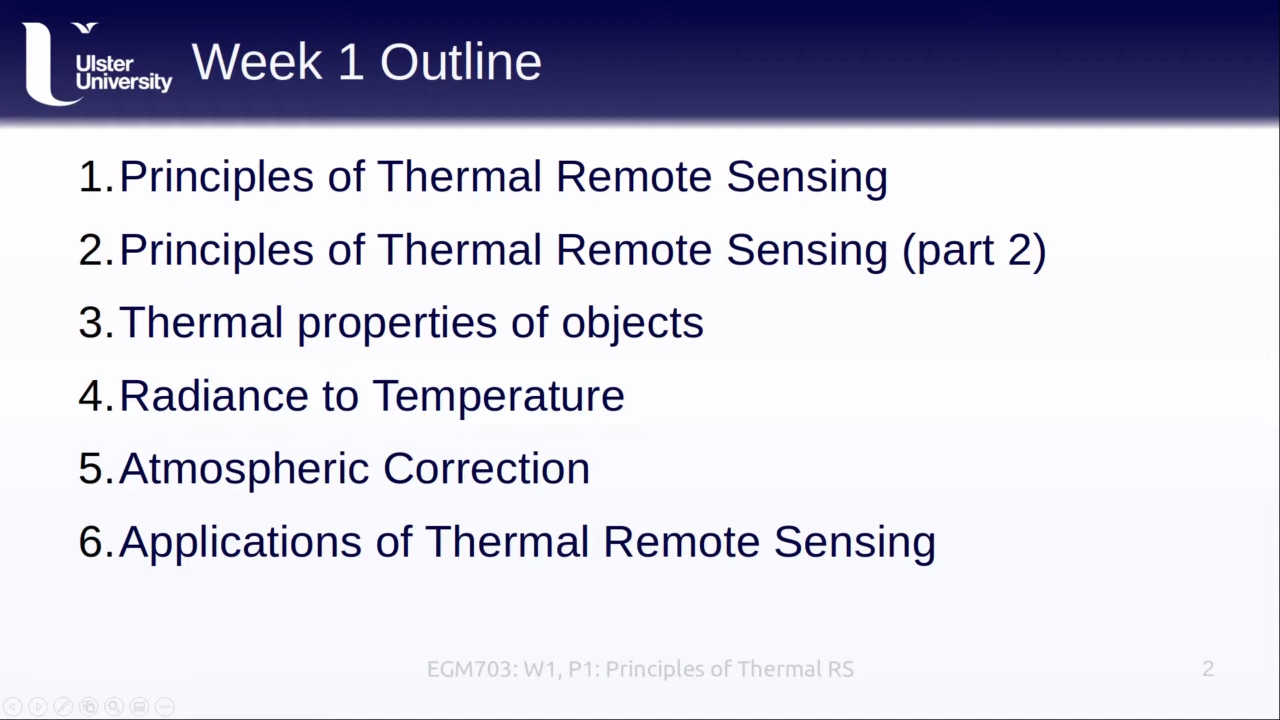 Ulster
University
Week 1 Outline
1. Principles of Thermal Remote Sensing
2. Principles of Thermal Remote Sensing (part 2)
3. Thermal properties of objects
4. Radiance to Temperature
5. Atmospheric Correction
6. Applications of Thermal Remote Sensing
EGM703: W1, P1: Principles of Thermal RS
2